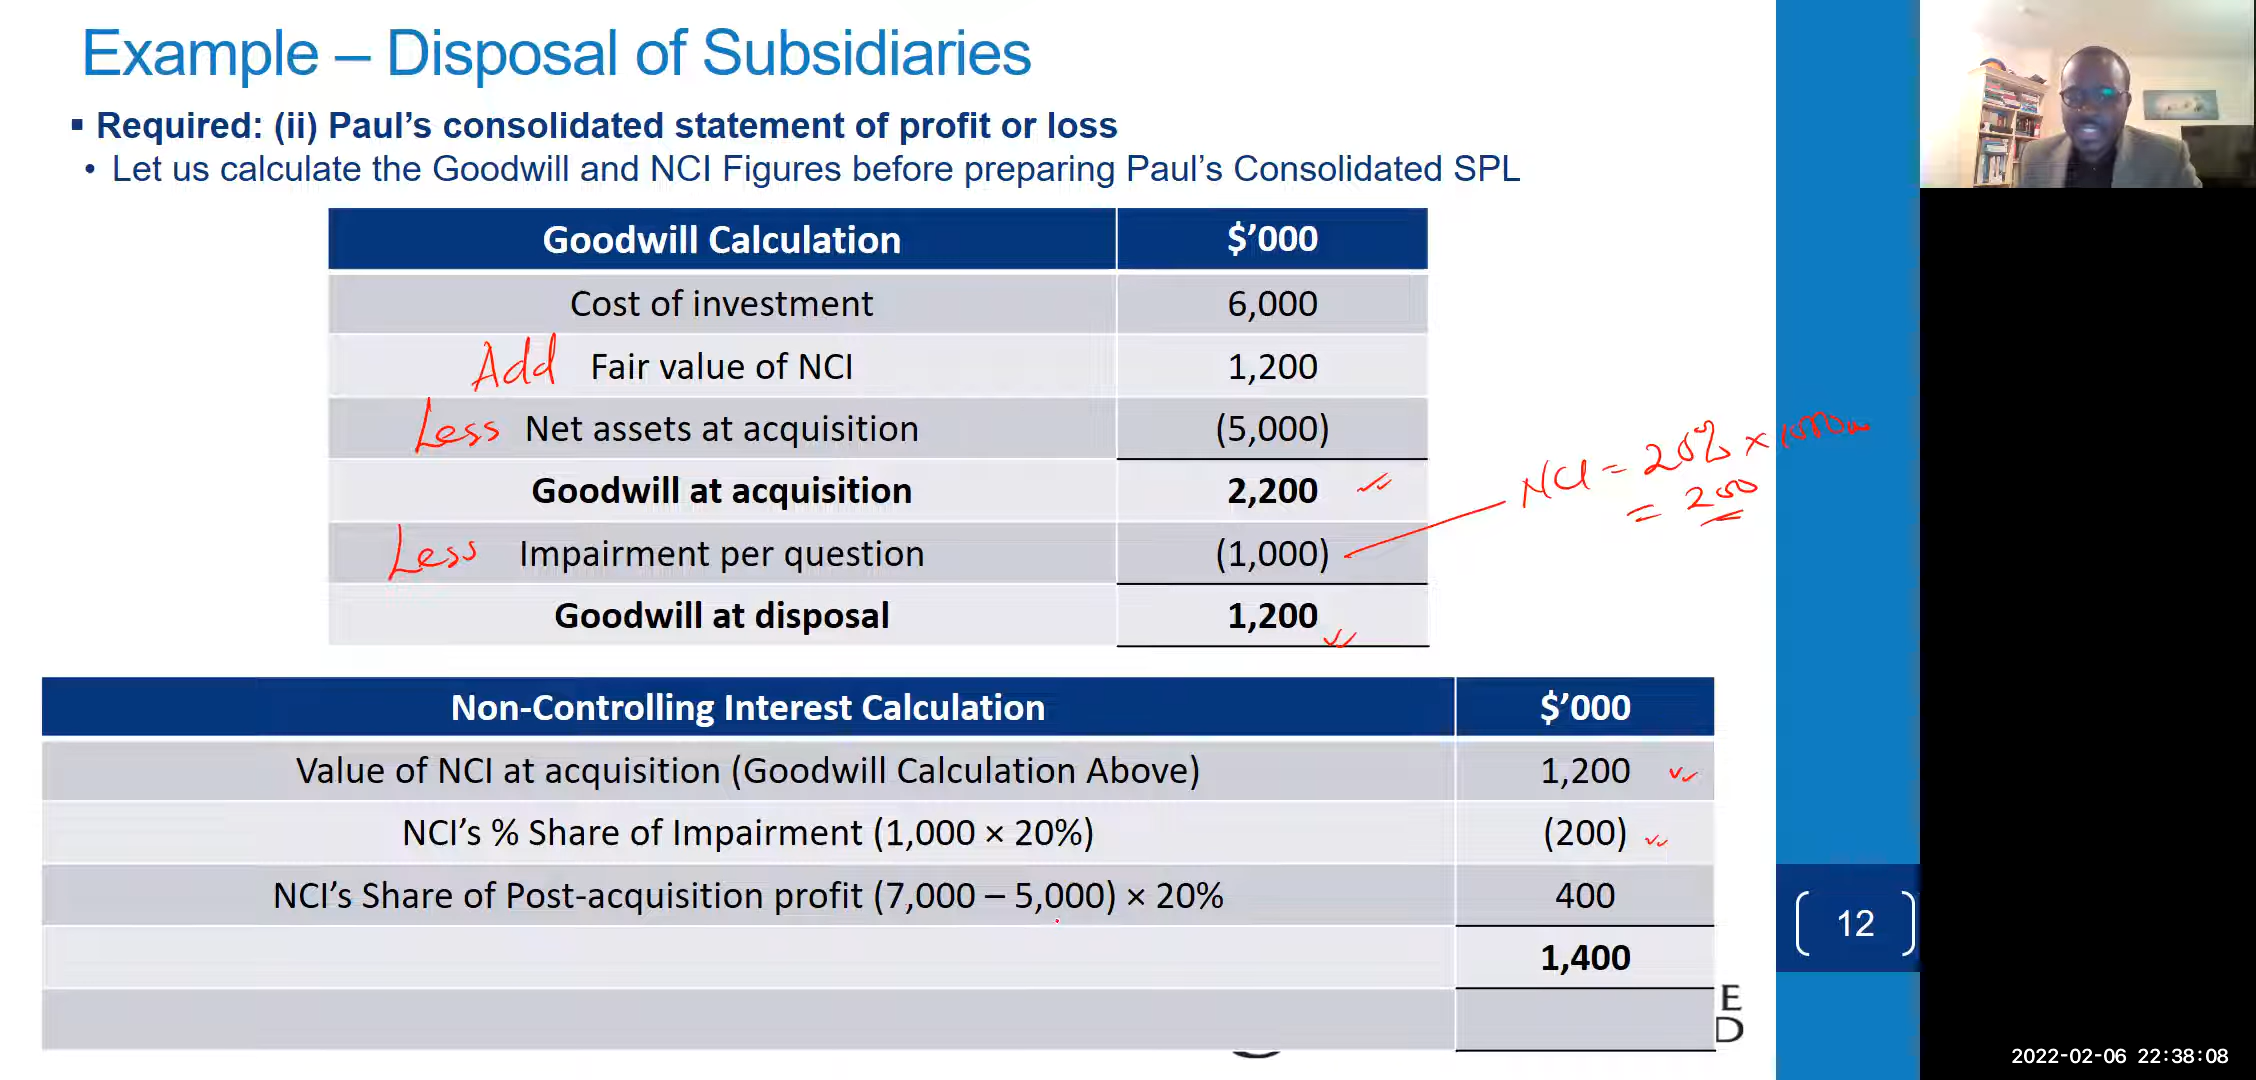 Example – Disposal of Subsidiaries
▪ Required: (ii) Paul’s consolidated statement of profit or loss
• Let us calculate the Goodwill and NCI Figures before preparing Paul’s Consolidated SPL
Goodwill Calculation $’000
Cost of investment 6,000
Add Fair value of NCI 1,200
Less Net assets at acquisition (5,000)
Goodwill at acquisition 2,200
Less Impairment per question (1,000)
Goodwill at disposal 1,200
NCI = 20% ×
= 200
Non-Controlling Interest Calculation $’000
Value of NCI at acquisition (Goodwill Calculation Above) 1,200
NCI’s % Share of Impairment (1,000 × 20%) (200)
NCI’s Share of Post-acquisition profit (7,000 – 5,000) × 20% 400
1,400
12
E
D
2022-02-06 22:38:08